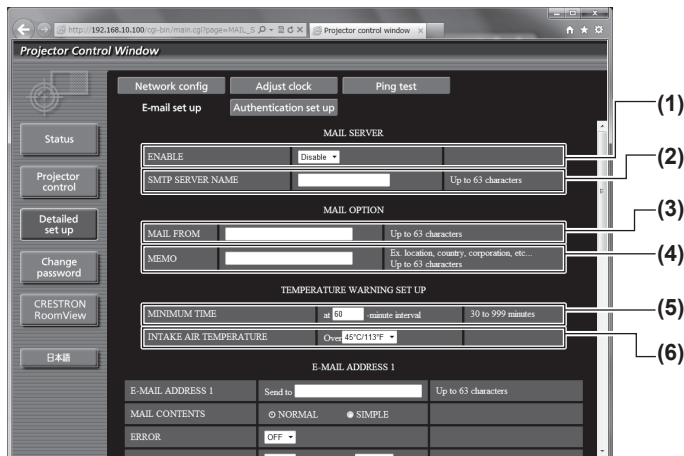 http://192.168.10.100/cgi-bin/main.cgi?page=MAIL_S
Projector control window
Projector Control Window
Network config
Adjust clock
Ping test
E-mail set up
Authentication set up
Status
Projector control
Detailed set up
Change password
CRESTRON RoomView
日本語
MAIL SERVER
ENABLE Disable (1)
SMTP SERVER NAME Up to 63 characters (2)
MAIL OPTION
MAIL FROM Up to 63 characters (3)
MEMO Ex. location, country, corporation, etc...
Up to 63 characters (4)
TEMPERATURE WARNING SET UP
MINIMUM TIME at 60 -minute interval 30 to 999 minutes (5)
INTAKE AIR TEMPERATURE Over 45°C/113°F (6)
E-MAIL ADDRESS 1
E-MAIL ADDRESS 1 Send to Up to 63 characters
MAIL CONTENTS NORMAL SIMPLE
ERROR OFF